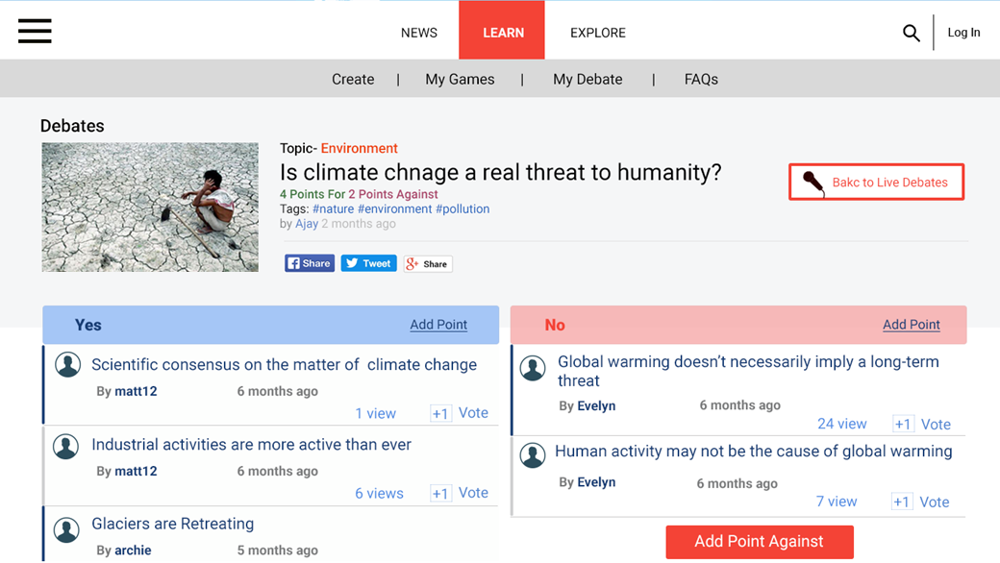 NEWS LEARN EXPLORE Log In
Create | My Games | My Debate | FAQs
Debates
Topic- Environment
Is climate chnage a real threat to humanity?
4 Points For 2 Points Against
Tags: #nature #environment #pollution
by Ajay 2 months ago
Bakc to Live Debates
Share Tweet Share
Yes Add Point
Scientific consensus on the matter of climate change
By matt12 6 months ago
1 view +1 Vote
Industrial activities are more active than ever
By matt12 6 months ago
6 views +1 Vote
Glaciers are Retreating
By archie 5 months ago
No Add Point
Global warming doesn't necessarily imply a long-term
threat
By Evelyn 6 months ago
24 view +1 Vote
Human activity may not be the cause of global warming
By Evelyn 6 months ago
7 view +1 Vote
Add Point Against